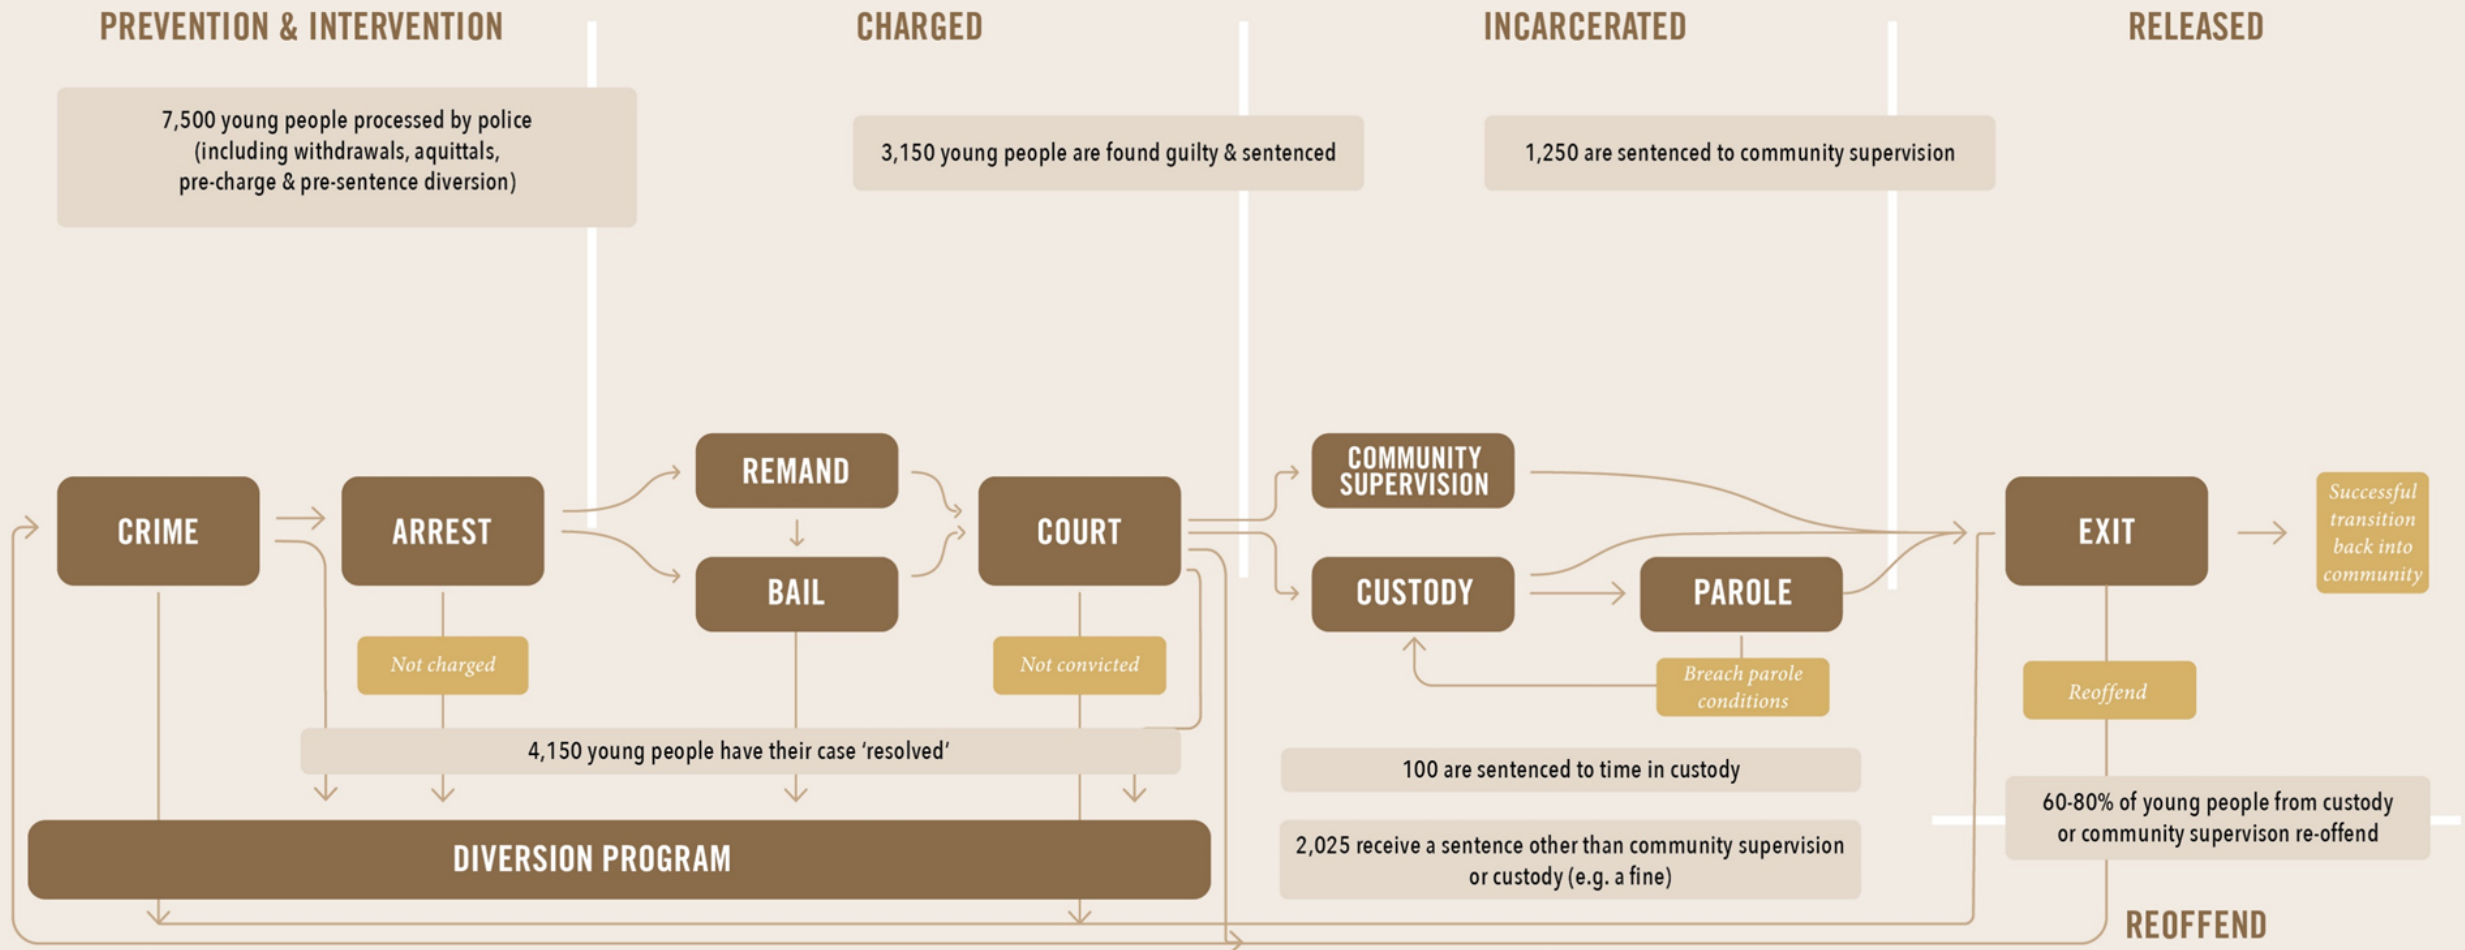 PREVENTION & INTERVENTION
CHARGED
INCARCERATED
RELEASED
7,500 young people processed by police
(including withdrawals, aquittals,
pre-charge & pre-sentence diversion)
3,150 young people are found guilty & sentenced
1,250 are sentenced to community supervision
CRIME
ARREST
REMAND
BAIL
COURT
COMMUNITY
SUPERVISION
CUSTODY
PAROLE
EXIT
Successful
transition
back into
community
Not charged
Not convicted
Breach parole
conditions
Reoffend
4,150 young people have their case ‘resolved‘
100 are sentenced to time in custody
2,025 receive a sentence other than community supervision
or custody (e.g. a fine)
60-80% of young people from custody
or community supervison re-offend
DIVERSION PROGRAM
REOFFEND